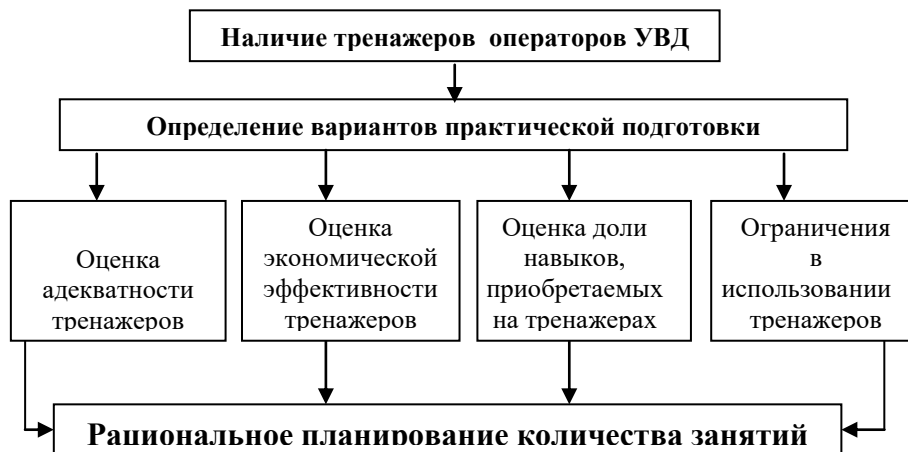 Наличие тренажеров операторов УВД
Определение вариантов практической подготовки
Оценка
адекватности
тренажеров
Оценка
экономической
эффективности
тренажеров
Оценка доли
навыков,
приобретаемых
на тренажерах
Ограничения
в
использовании
тренажеров
Рациональное планирование количества занятий